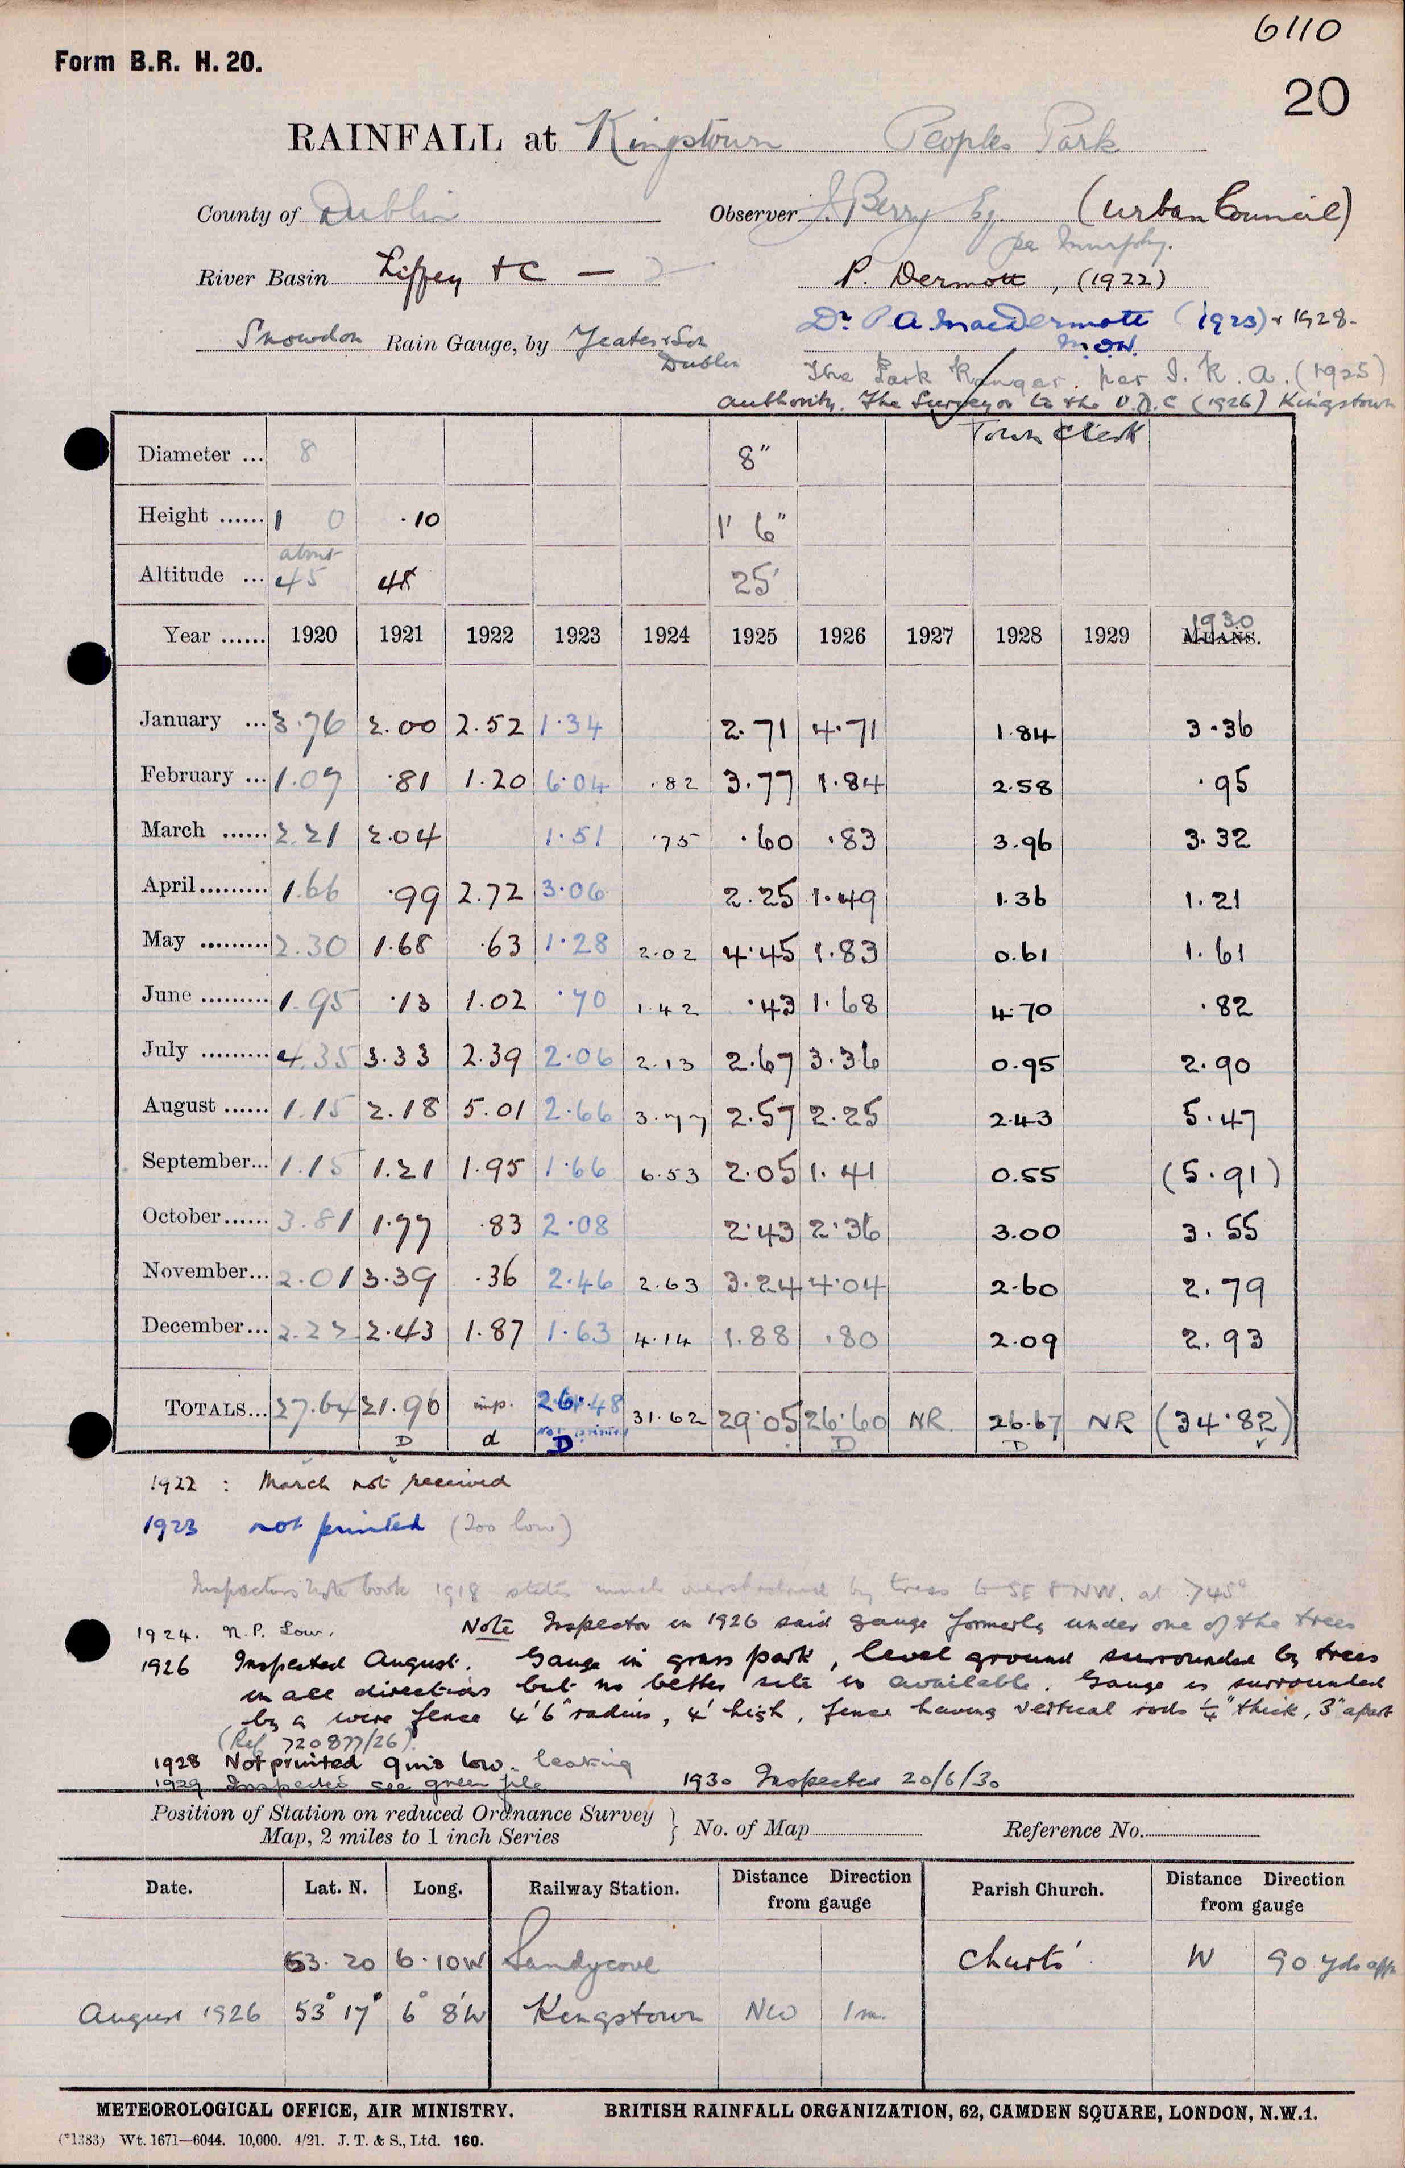 6110
Form B.R. H. 20.
20
RAINFALL at Kingstown Peoples Park
County of Dublin Observer J. Berry Esq (Urban Council)
per Murphy.
River Basin Liffey + C — 2 P. Dermott, (1922)
Dr P A MacDermott (1923) + 1928.
M.O.W.
Snowdon Rain Gauge, by Yeates & Son
Dublin
The Park Ranger. per I. R. A. (1925)
Authority. The Surveyor to the U.D.C (1926) Kingstown
Town Clerk
Diameter ... 8 8"
Height ...... 1 0 .10 1' 6"
about
Altitude ... 45 45 25'
1930
Year ...... 1920 1921 1922 1923 1924 1925 1926 1927 1928 1929 MEANS.
January ... 3.76 2.00 2.52 1.34 2.71 4.71 1.84 3.36
February ... 1.07 .81 1.20 6.04 .82 3.77 1.84 2.58 .95
March ...... 2.21 2.04 1.51 .75 .60 .83 3.96 3.32
April ......... 1.66 .99 2.72 3.06 2.25 1.49 1.36 1.21
May ......... 2.30 1.68 .63 1.28 2.02 4.45 1.83 0.61 1.61
June ......... 1.95 .13 1.02 .70 1.42 .43 1.68 4.70 .82
July ......... 4.35 3.33 2.39 2.06 2.13 2.67 3.36 0.95 2.90
August ...... 1.15 2.18 5.01 2.66 3.77 2.57 2.25 2.43 5.47
September... 1.15 1.21 1.95 1.66 6.53 2.05 1.41 0.55 (5.91)
October...... 3.81 1.77 .83 2.08 2.43 2.36 3.00 3.55
November... 2.01 3.39 .36 2.46 2.63 3.24 4.04 2.60 2.79
December... 2.23 2.43 1.87 1.63 4.14 1.88 .80 2.09 2.93
TOTALS... 27.64 21.96 imp. 26.48 31.62 29.05 26.60 NR 26.67 NR (34.82)
not printed
D d D D D
1922 : March not received
1923 not printed (Too low)
Inspectors Note book 1918 states much overshadowed by trees to SE & NW. at 745°
1924. N.P. Low. Note Inspector in 1926 said gauge formerly under one of the trees
1926 Inspected August. Gauge in grass park, level ground surrounded by trees
in all directions but no better site is available. Gauge is surrounded
by a wire fence 4'6" radius, 4' high, fence having vertical rods ¼" thick, 3" apart
(Ref 720877/26).
1928 Not printed qms low. leaking
1929 Inspected see green file 1930 Inspected 20/6/30
Position of Station on reduced Ordnance Survey
Map, 2 miles to 1 inch Series } No. of Map Reference No.
Date. Lat. N. Long. Railway Station. Distance Direction from gauge Parish Church. Distance Direction from gauge
53.20 6.10W Sandycove Christ's W 90 yds appx
August 1926 53° 17' 6° 8'W Kingstown NW 1 m.
METEOROLOGICAL OFFICE, AIR MINISTRY. BRITISH RAINFALL ORGANIZATION, 62, CAMDEN SQUARE, LONDON, N.W.1.
(*1383) Wt. 1671—6044. 10,000. 4/21. J. T. & S., Ltd. 160.